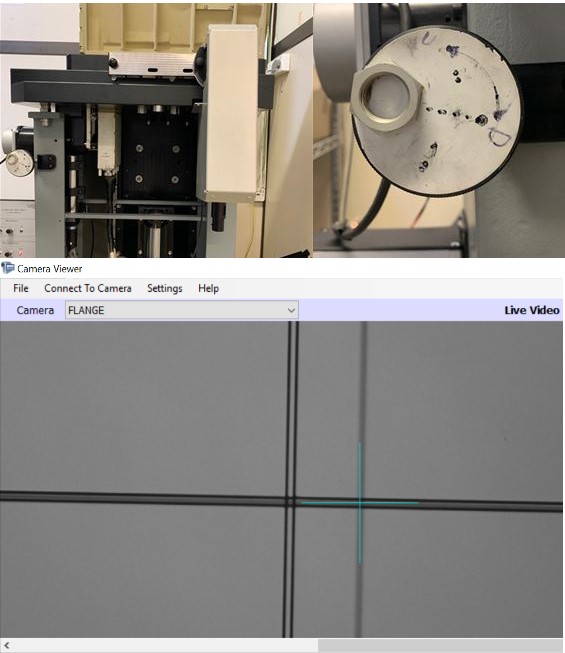 U
D
Camera Viewer
File Connect To Camera Settings Help
Camera FLANGE Live Video